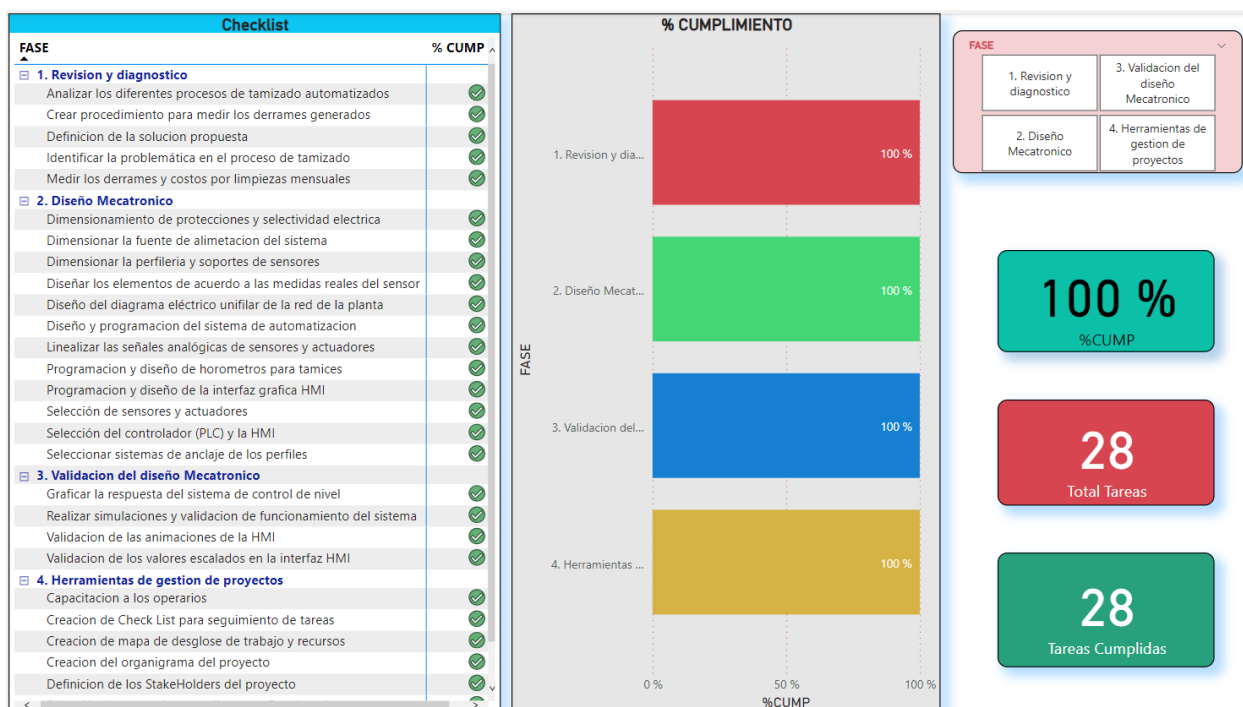 Checklist
FASE % CUMP
1. Revision y diagnostico
Analizar los diferentes procesos de tamizado automatizados
Crear procedimiento para medir los derrames generados
Definicion de la solucion propuesta
Identificar la problemática en el proceso de tamizado
Medir los derrames y costos por limpiezas mensuales
2. Diseño Mecatronico
Dimensionamiento de protecciones y selectividad electrica
Dimensionar la fuente de alimetacion del sistema
Dimensionar la perfileria y soportes de sensores
Diseñar los elementos de acuerdo a las medidas reales del sensor
Diseño del diagrama eléctrico unifilar de la red de la planta
Diseño y programacion del sistema de automatizacion
Linealizar las señales analógicas de sensores y actuadores
Programacion y diseño de horometros para tamices
Programacion y diseño de la interfaz grafica HMI
Selección de sensores y actuadores
Selección del controlador (PLC) y la HMI
Seleccionar sistemas de anclaje de los perfiles
3. Validacion del diseño Mecatronico
Graficar la respuesta del sistema de control de nivel
Realizar simulaciones y validacion de funcionamiento del sistema
Validacion de las animaciones de la HMI
Validacion de los valores escalados en la interfaz HMI
4. Herramientas de gestion de proyectos
Capacitacion a los operarios
Creacion de Check List para seguimiento de tareas
Creacion de mapa de desglose de trabajo y recursos
Creacion del organigrama del proyecto
Definicion de los StakeHolders del proyecto
% CUMPLIMIENTO
FASE
1. Revision y dia...
100 %
2. Diseño Mecat...
100 %
3. Validacion del...
100 %
4. Herramientas ...
100 %
0 % 50 % 100 %
%CUMP
FASE
1. Revision y
diagnostico
3. Validacion del
diseño
Mecatronico
2. Diseño
Mecatronico
4. Herramientas de
gestion de
proyectos
100 %
%CUMP
28
Total Tareas
28
Tareas Cumplidas